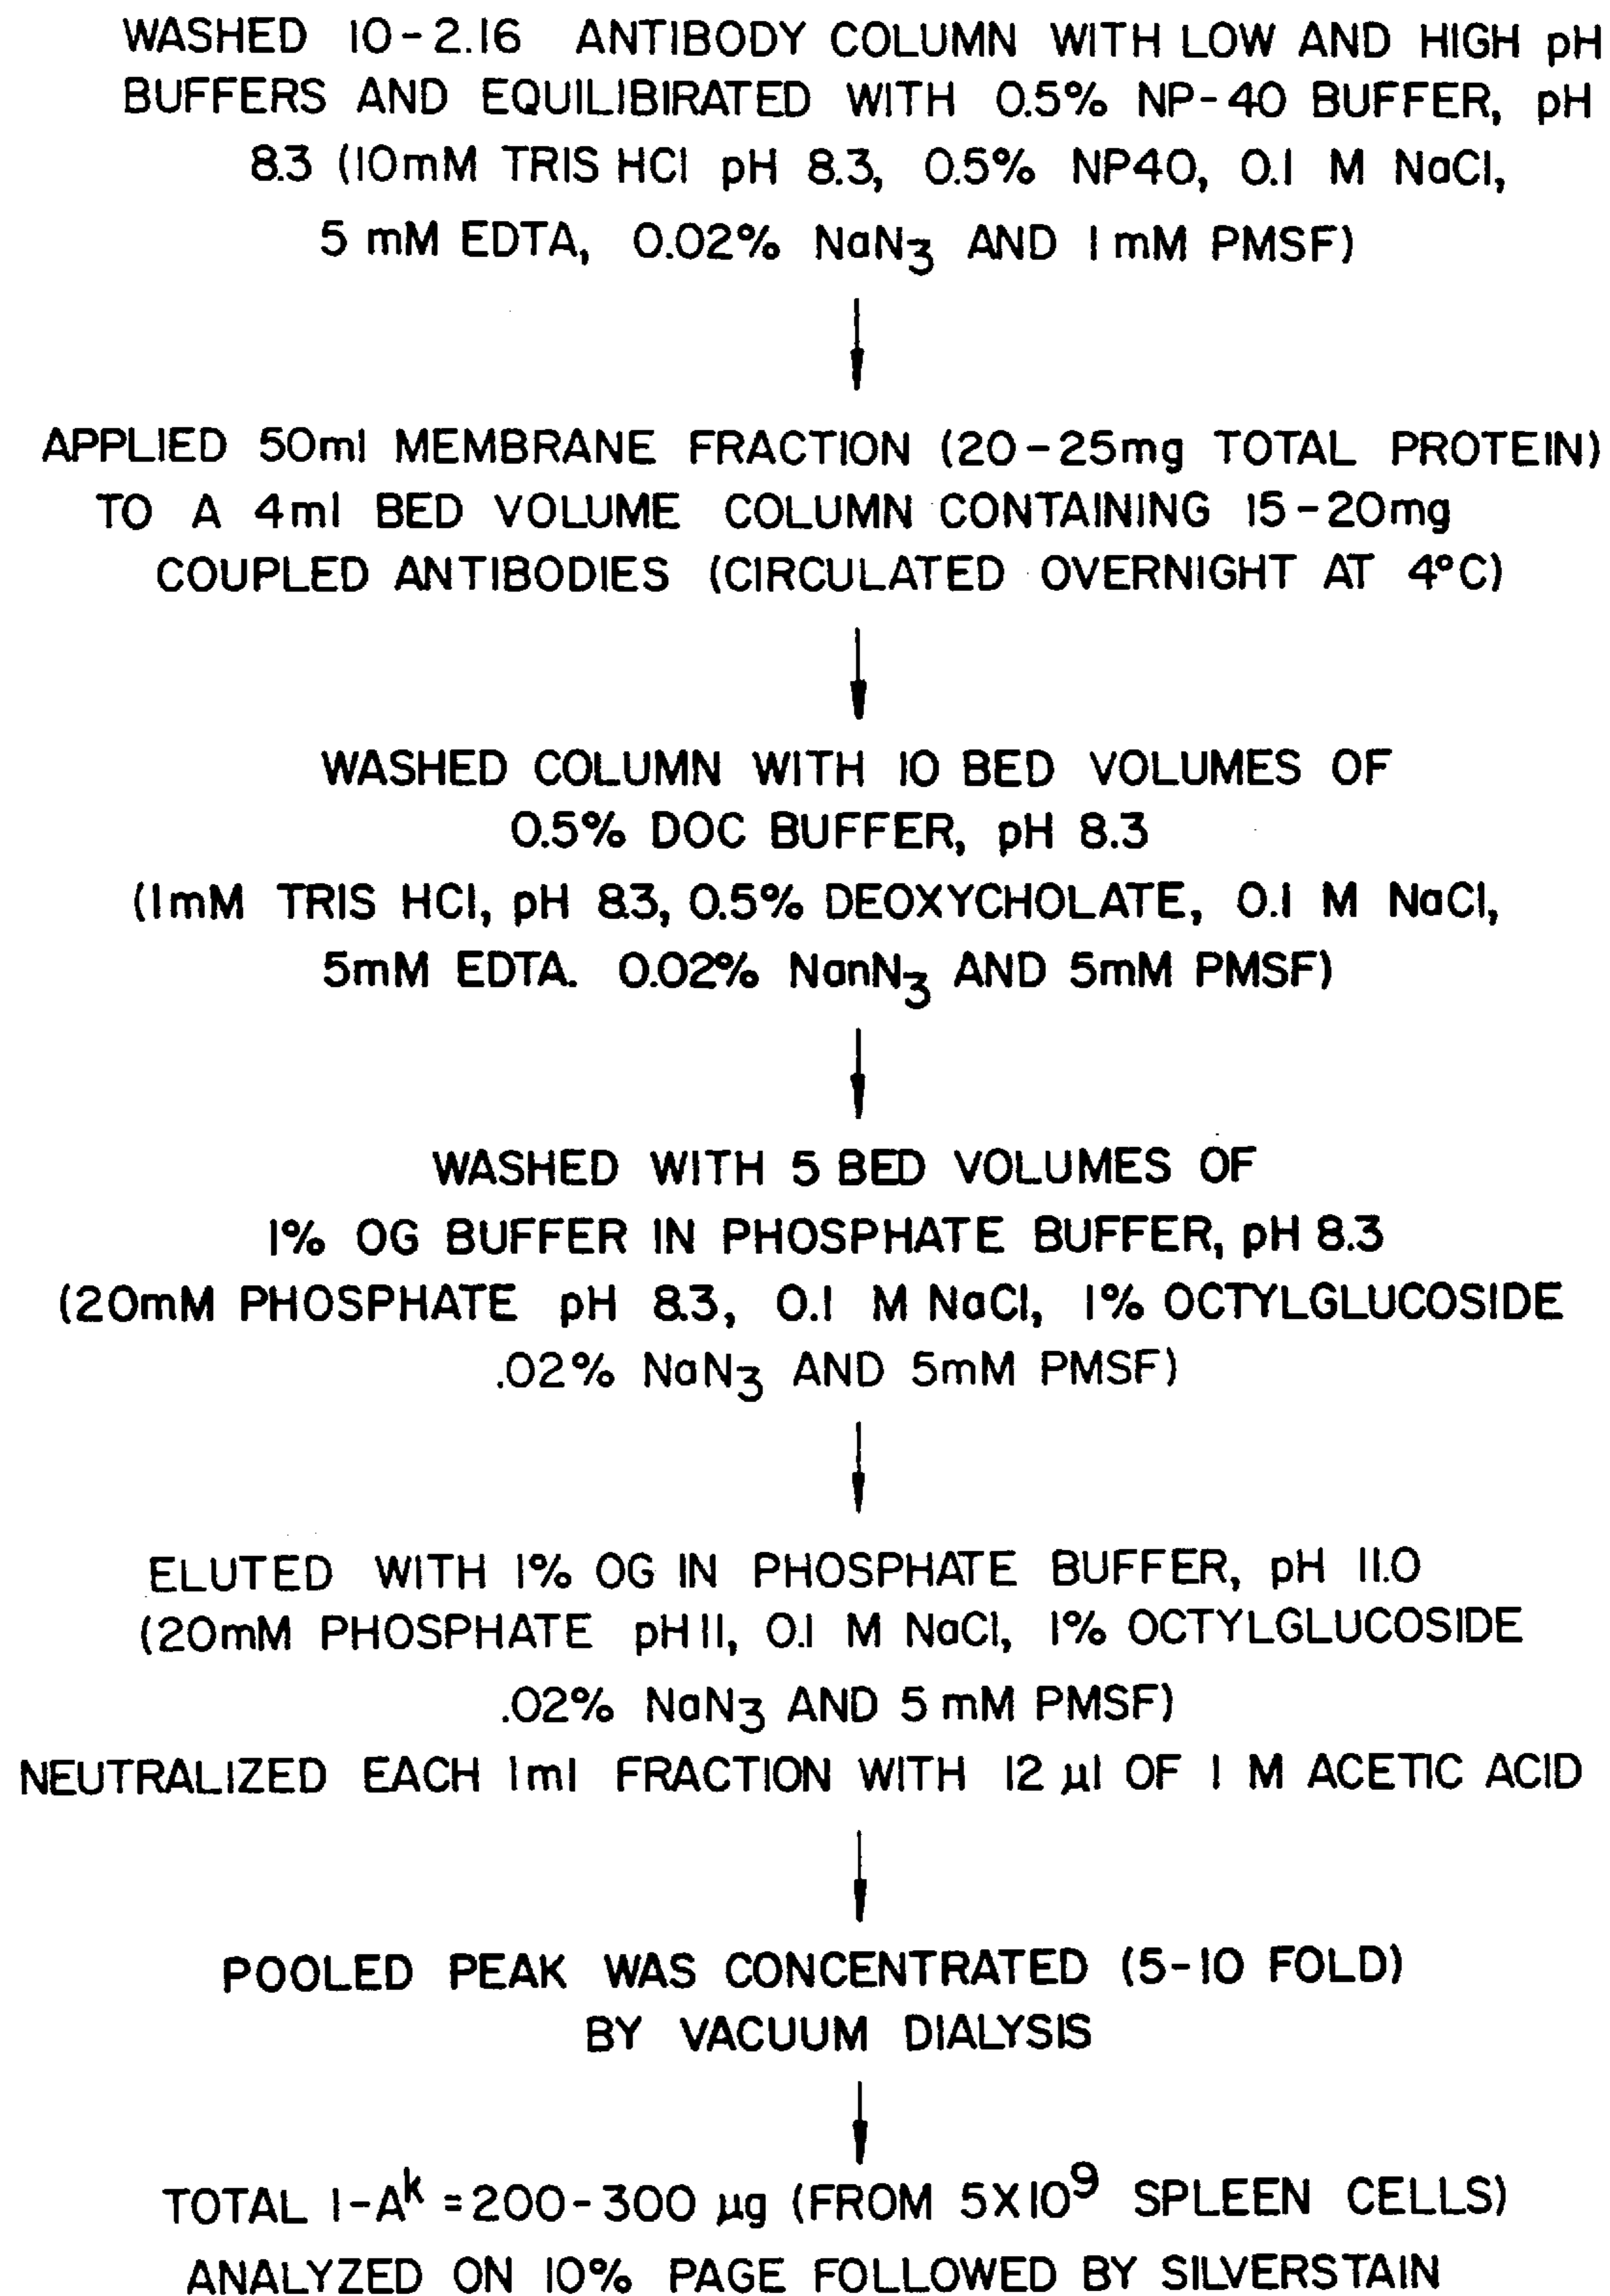 WASHED 10-2.16 ANTIBODY COLUMN WITH LOW AND HIGH pH
BUFFERS AND EQUILIBIRATED WITH 0.5% NP-40 BUFFER, pH
8.3 (10mM TRIS HCl pH 8.3, 0.5% NP40, 0.1 M NaCl,
5 mM EDTA, 0.02% NaN₃ AND 1 mM PMSF)
APPLIED 50ml MEMBRANE FRACTION (20-25mg TOTAL PROTEIN)
TO A 4ml BED VOLUME COLUMN CONTAINING 15-20mg
COUPLED ANTIBODIES (CIRCULATED OVERNIGHT AT 4°C)
WASHED COLUMN WITH 10 BED VOLUMES OF
0.5% DOC BUFFER, pH 8.3
(1mM TRIS HCl, pH 8.3, 0.5% DEOXYCHOLATE, 0.1 M NaCl,
5mM EDTA. 0.02% NanN₃ AND 5mM PMSF)
WASHED WITH 5 BED VOLUMES OF
1% OG BUFFER IN PHOSPHATE BUFFER, pH 8.3
(20mM PHOSPHATE pH 8.3, 0.1 M NaCl, 1% OCTYLGLUCOSIDE
.02% NaN₃ AND 5mM PMSF)
ELUTED WITH 1% OG IN PHOSPHATE BUFFER, pH 11.0
(20mM PHOSPHATE pH11, 0.1 M NaCl, 1% OCTYLGLUCOSIDE
.02% NaN₃ AND 5 mM PMSF)
NEUTRALIZED EACH 1ml FRACTION WITH 12 µl OF 1 M ACETIC ACID
POOLED PEAK WAS CONCENTRATED (5-10 FOLD)
BY VACUUM DIALYSIS
TOTAL I-Aᵏ = 200-300 µg (FROM 5X10⁹ SPLEEN CELLS)
ANALYZED ON 10% PAGE FOLLOWED BY SILVERSTAIN